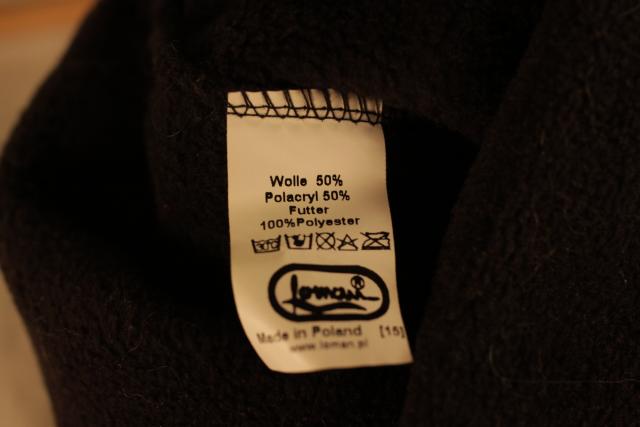 Wolle 50%
Polacryl 50%
Futter
100%Polyester
Loman®
Made in Poland [15]
www.loman.pl